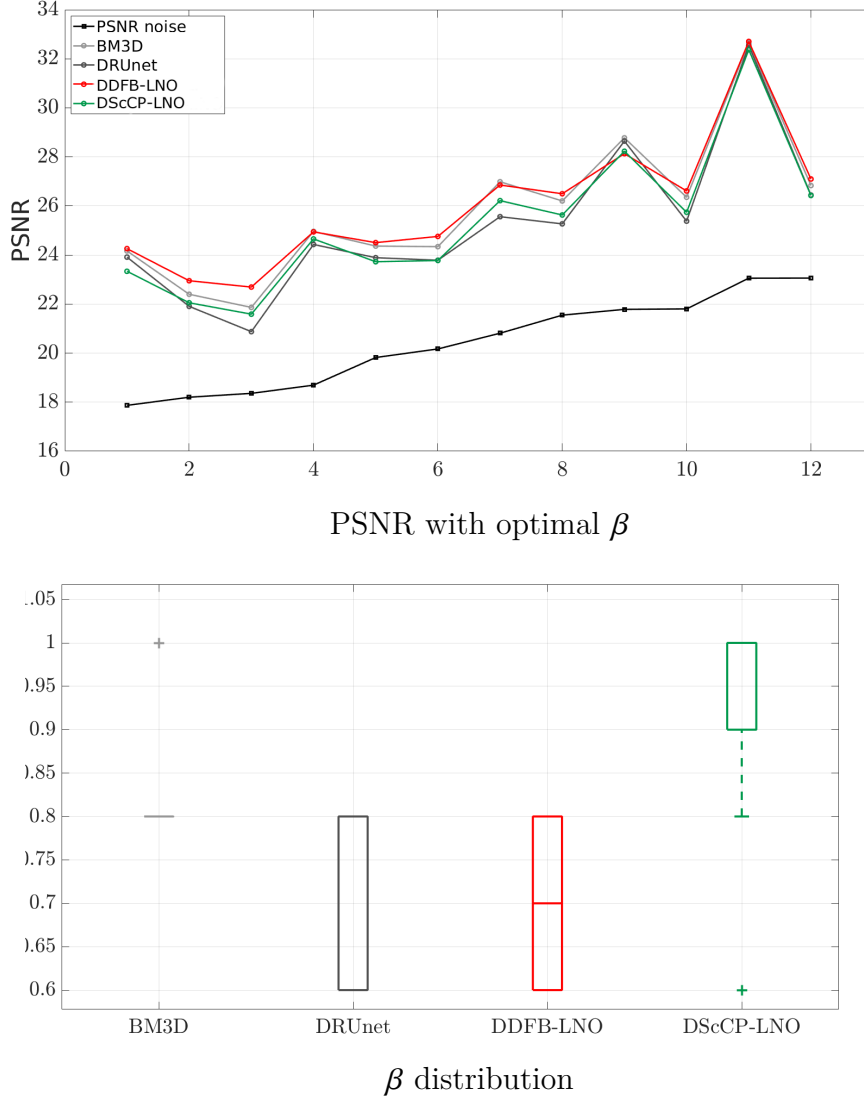 34
32
30
28
26
24
22
20
18
16
PSNR
PSNR noise
BM3D
DRUnet
DDFB-LNO
DScCP-LNO
0 2 4 6 8 10 12
PSNR with optimal β
.05
1
0.95
0.9
0.85
0.8
0.75
0.7
0.65
0.6
BM3D DRUnet DDFB-LNO DScCP-LNO
β distribution